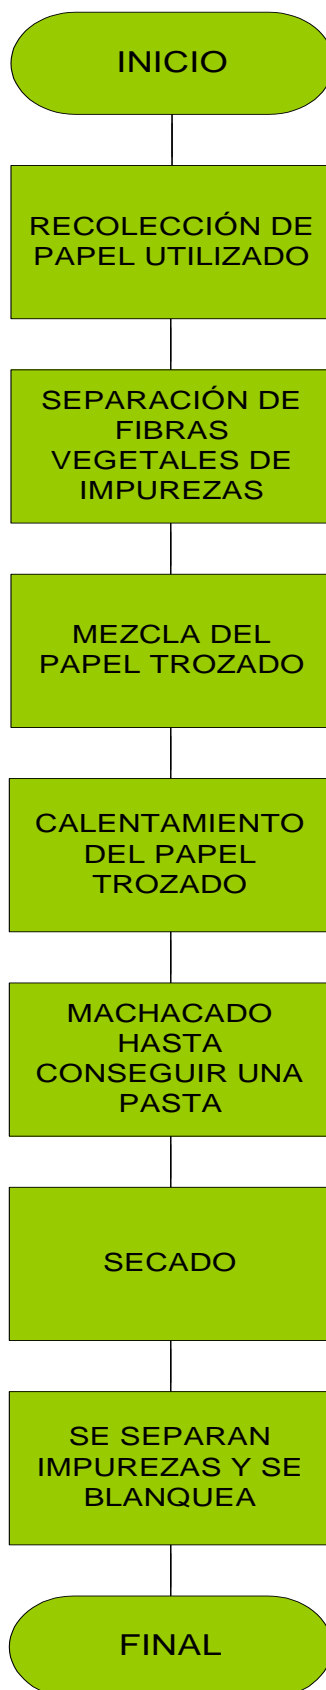 INICIO
RECOLECCIÓN DE
PAPEL UTILIZADO
SEPARACIÓN DE
FIBRAS
VEGETALES DE
IMPUREZAS
MEZCLA DEL
PAPEL TROZADO
CALENTAMIENTO
DEL PAPEL
TROZADO
MACHACADO
HASTA
CONSEGUIR UNA
PASTA
SECADO
SE SEPARAN
IMPUREZAS Y SE
BLANQUEA
FINAL